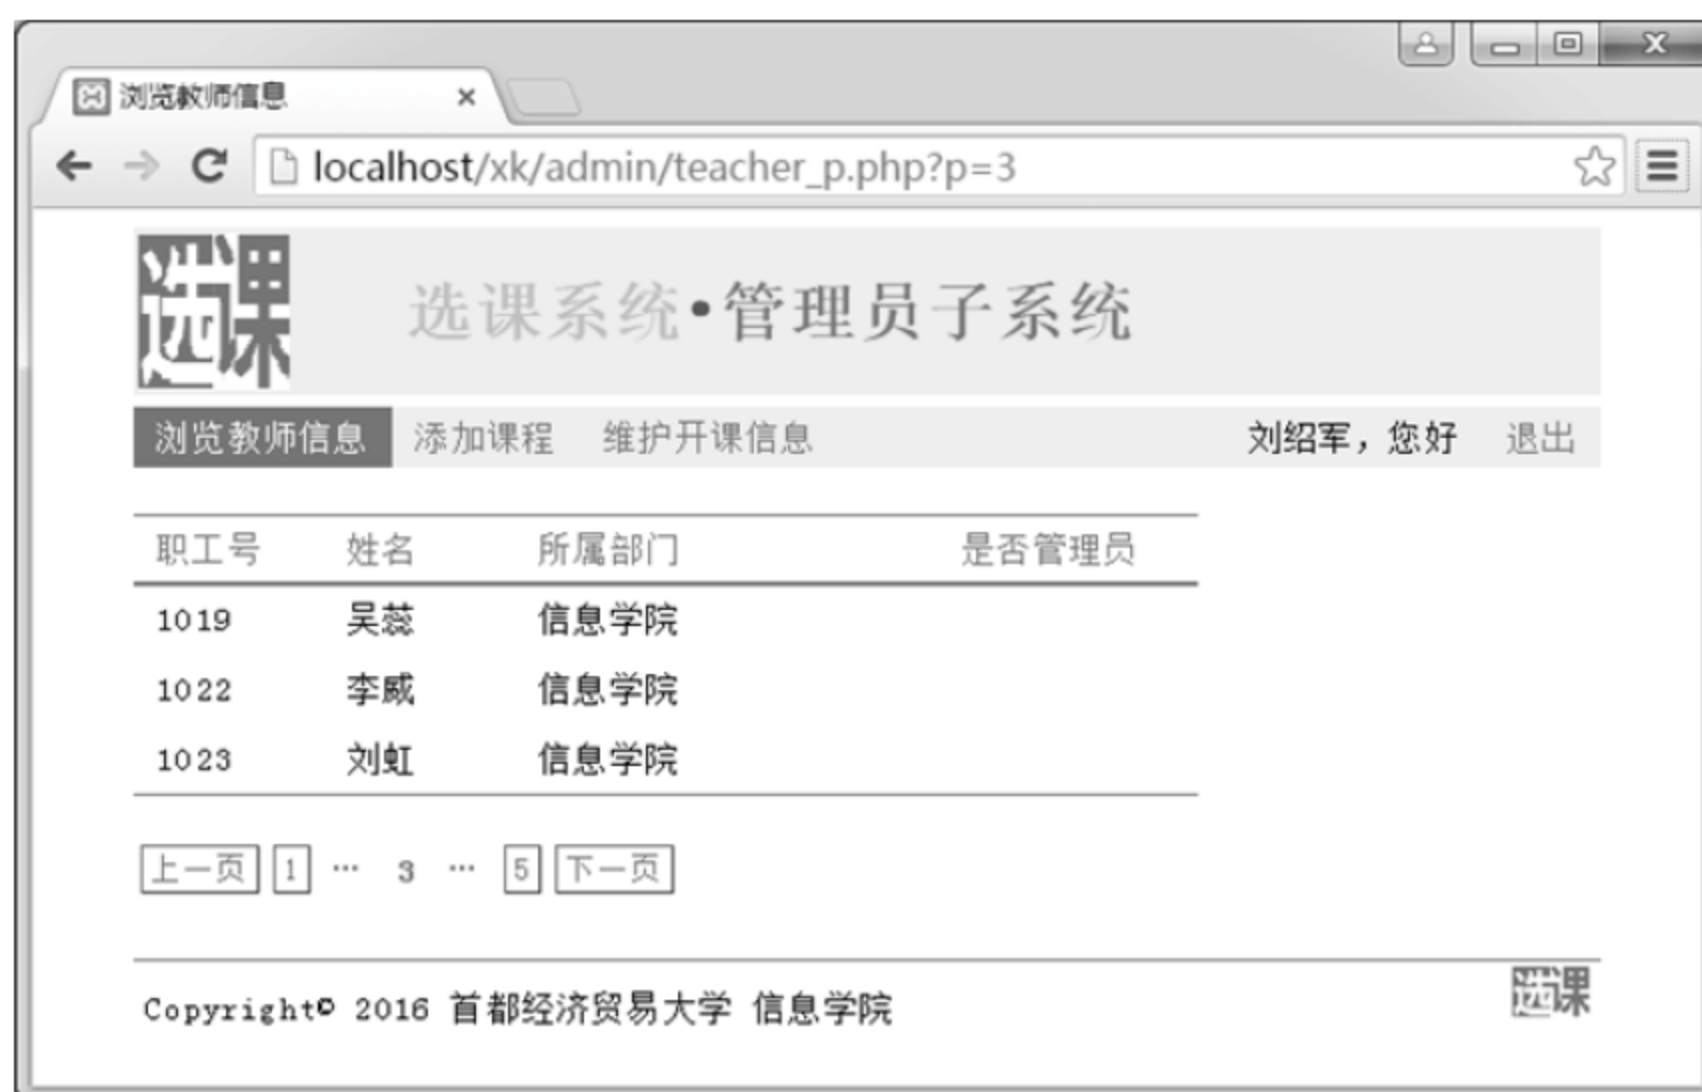 浏览教师信息
localhost/xk/admin/teacher_p.php?p=3
选课 选课系统•管理员子系统
浏览教师信息 添加课程 维护开课信息 刘绍军，您好 退出
职工号 姓名 所属部门 是否管理员
1019 吴蕊 信息学院
1022 李威 信息学院
1023 刘虹 信息学院
上一页 1 … 3 … 5 下一页
Copyright© 2016 首都经济贸易大学 信息学院 选课